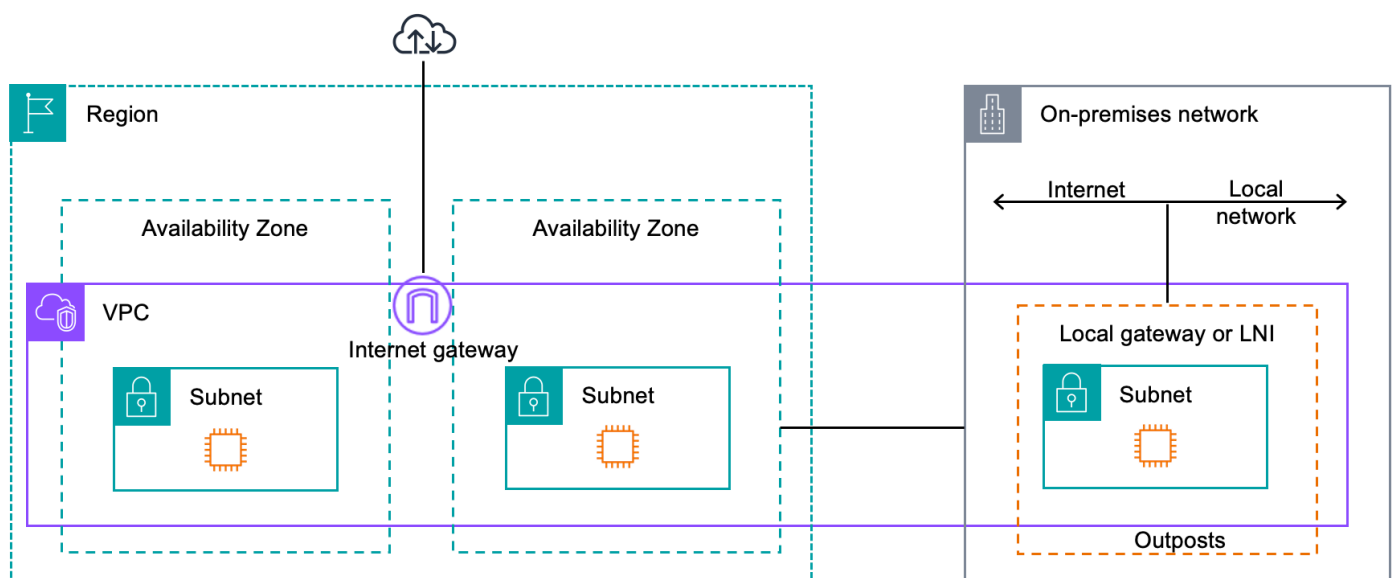 Region
On-premises network
Internet
Local
network
Availability Zone
Availability Zone
VPC
Internet gateway
Local gateway or LNI
Subnet
Subnet
Subnet
Outposts